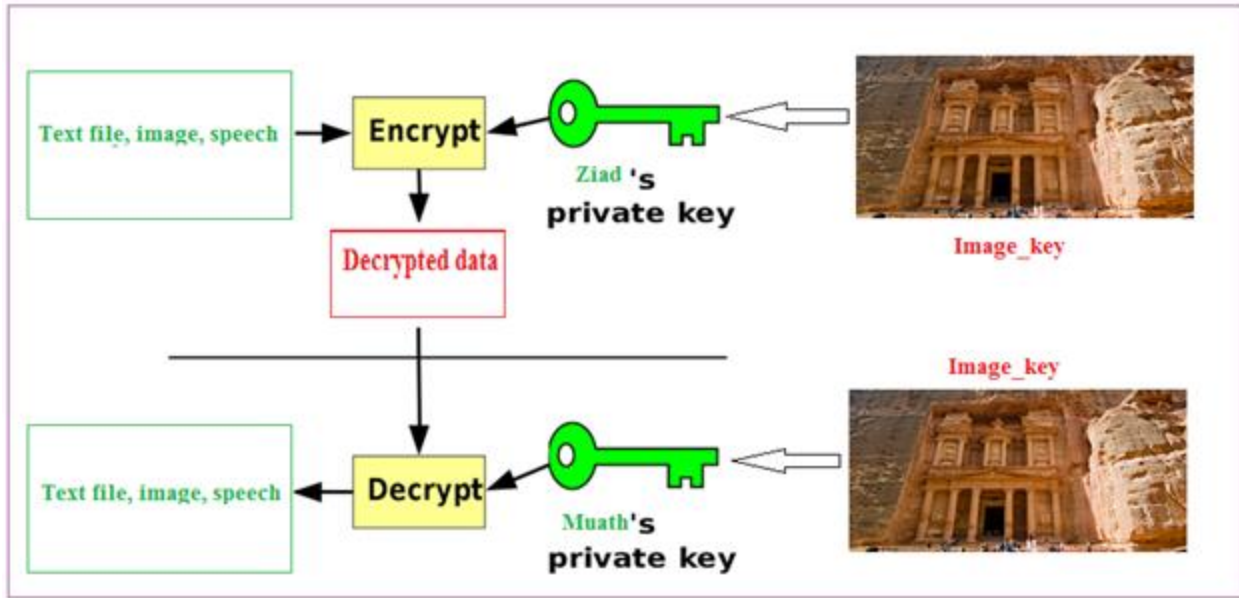 Text file, image, speech
Encrypt
Ziad 's
private key
Image_key
Decrypted data
Image_key
Text file, image, speech
Decrypt
Muath's
private key